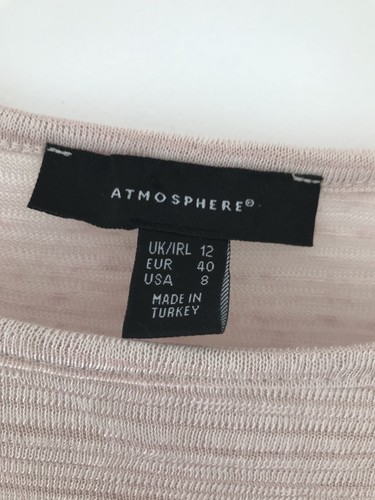 ATMOSPHERE®
UK/IRL 12
EUR 40
USA 8
MADE IN
TURKEY